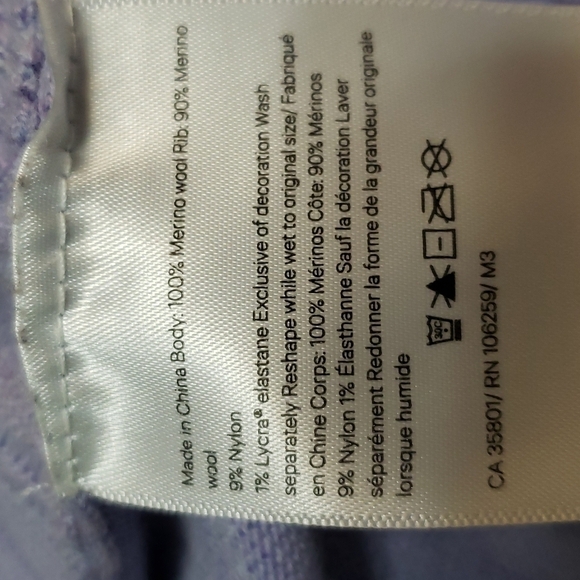 Made in China Body: 100% Merino wool Rib 90% Merino
wool
9% Nylon
1% Lycra® elastane Exclusive of decoration Wash
separately Reshape while wet to original size/ Fabriqué
en Chine Corps: 100% Mérinos Côte: 90% Mérinos
9% Nylon 1% Élasthanne Sauf la décoration Laver
séparément Redonner la forme de la grandeur originale
lorsque humide
30C
CA 35801/ RN 106259/ M3